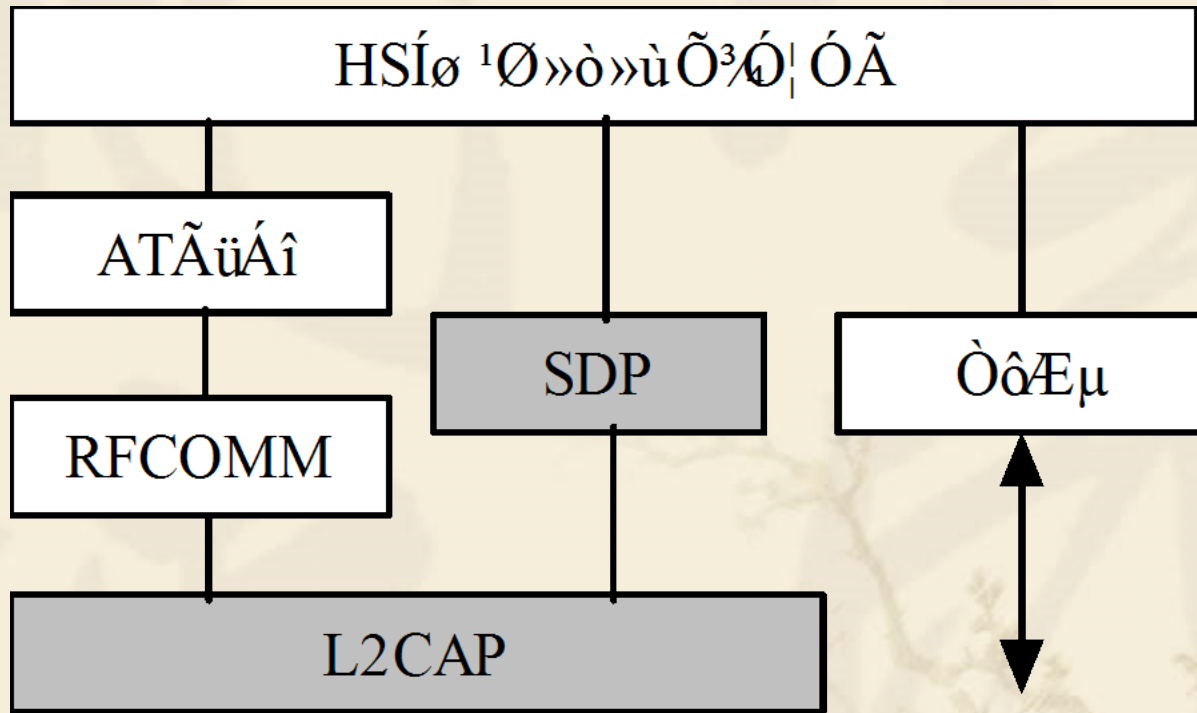 HSÍø ¹Ø»ò»ùÕ¾Ó¦ ÓÃ
ATÃüÁî
SDP
ÒôÆµ
RFCOMM
L2CAP